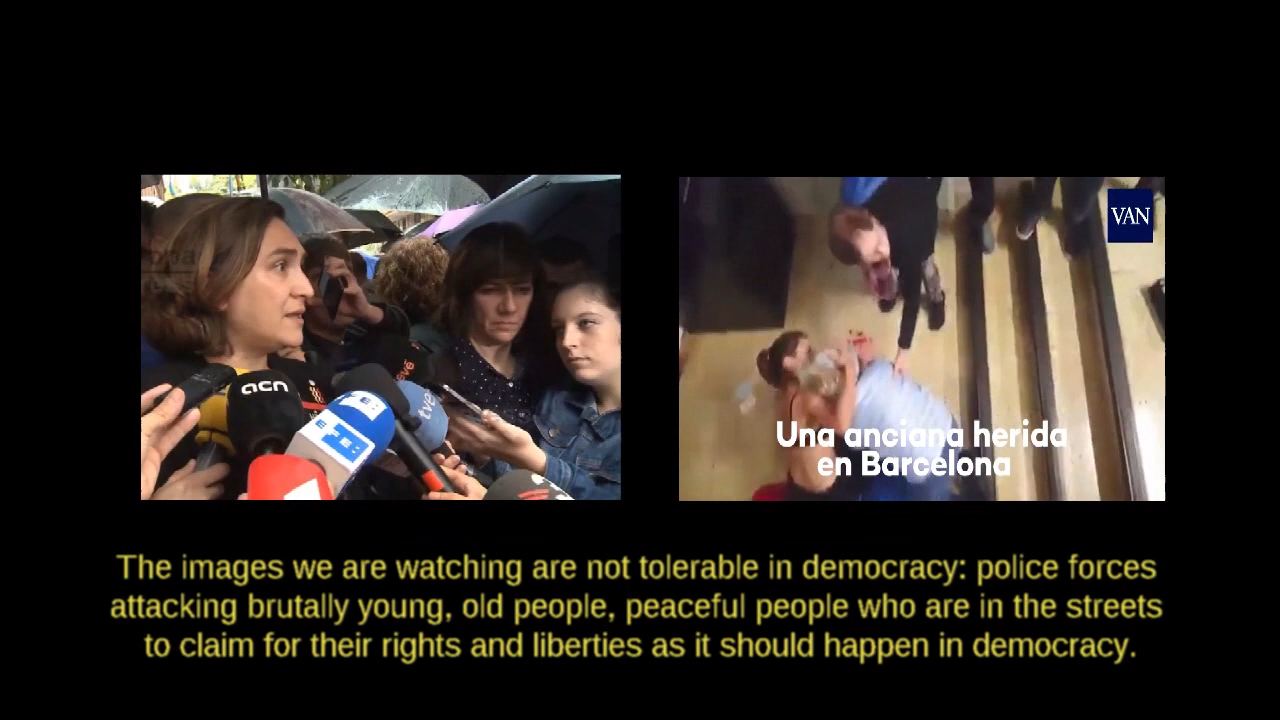 acn
tve
VAN
Una anciana herida
en Barcelona
The images we are watching are not tolerable in democracy: police forces
attacking brutally young, old people, peaceful people who are in the streets
to claim for their rights and liberties as it should happen in democracy.